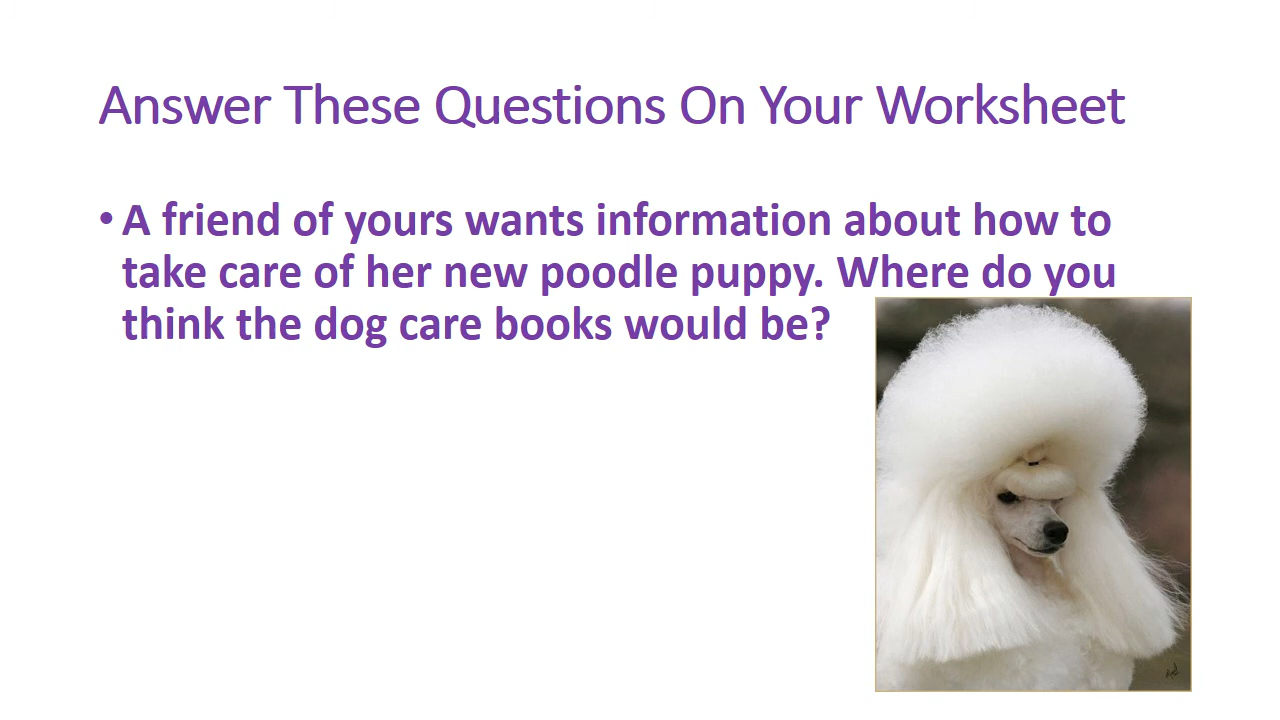 Answer These Questions On Your Worksheet
• A friend of yours wants information about how to
take care of her new poodle puppy. Where do you
think the dog care books would be?